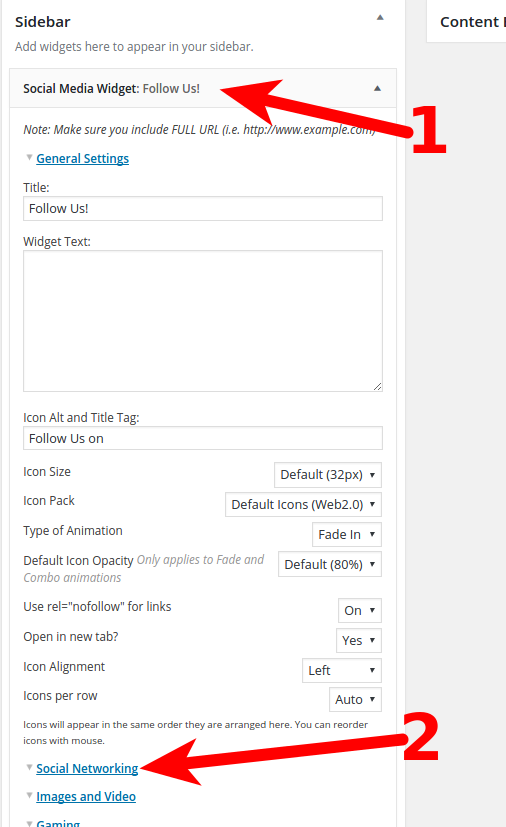 Sidebar
Content
Add widgets here to appear in your sidebar.
Social Media Widget: Follow Us!
Note: Make sure you include FULL URL (i.e. http://www.example.com)
1
General Settings
Title:
Follow Us!
Widget Text:
Icon Alt and Title Tag:
Follow Us on
Icon Size
Default (32px)
Icon Pack
Default Icons (Web2.0)
Type of Animation
Fade In
Default Icon Opacity Only applies to Fade and
Combo animations
Default (80%)
Use rel="nofollow" for links
On
Open in new tab?
Yes
Icon Alignment
Left
Icons per row
Auto
Icons will appear in the same order they are arranged here. You can reorder
icons with mouse.
2
Social Networking
Images and Video
Gaming